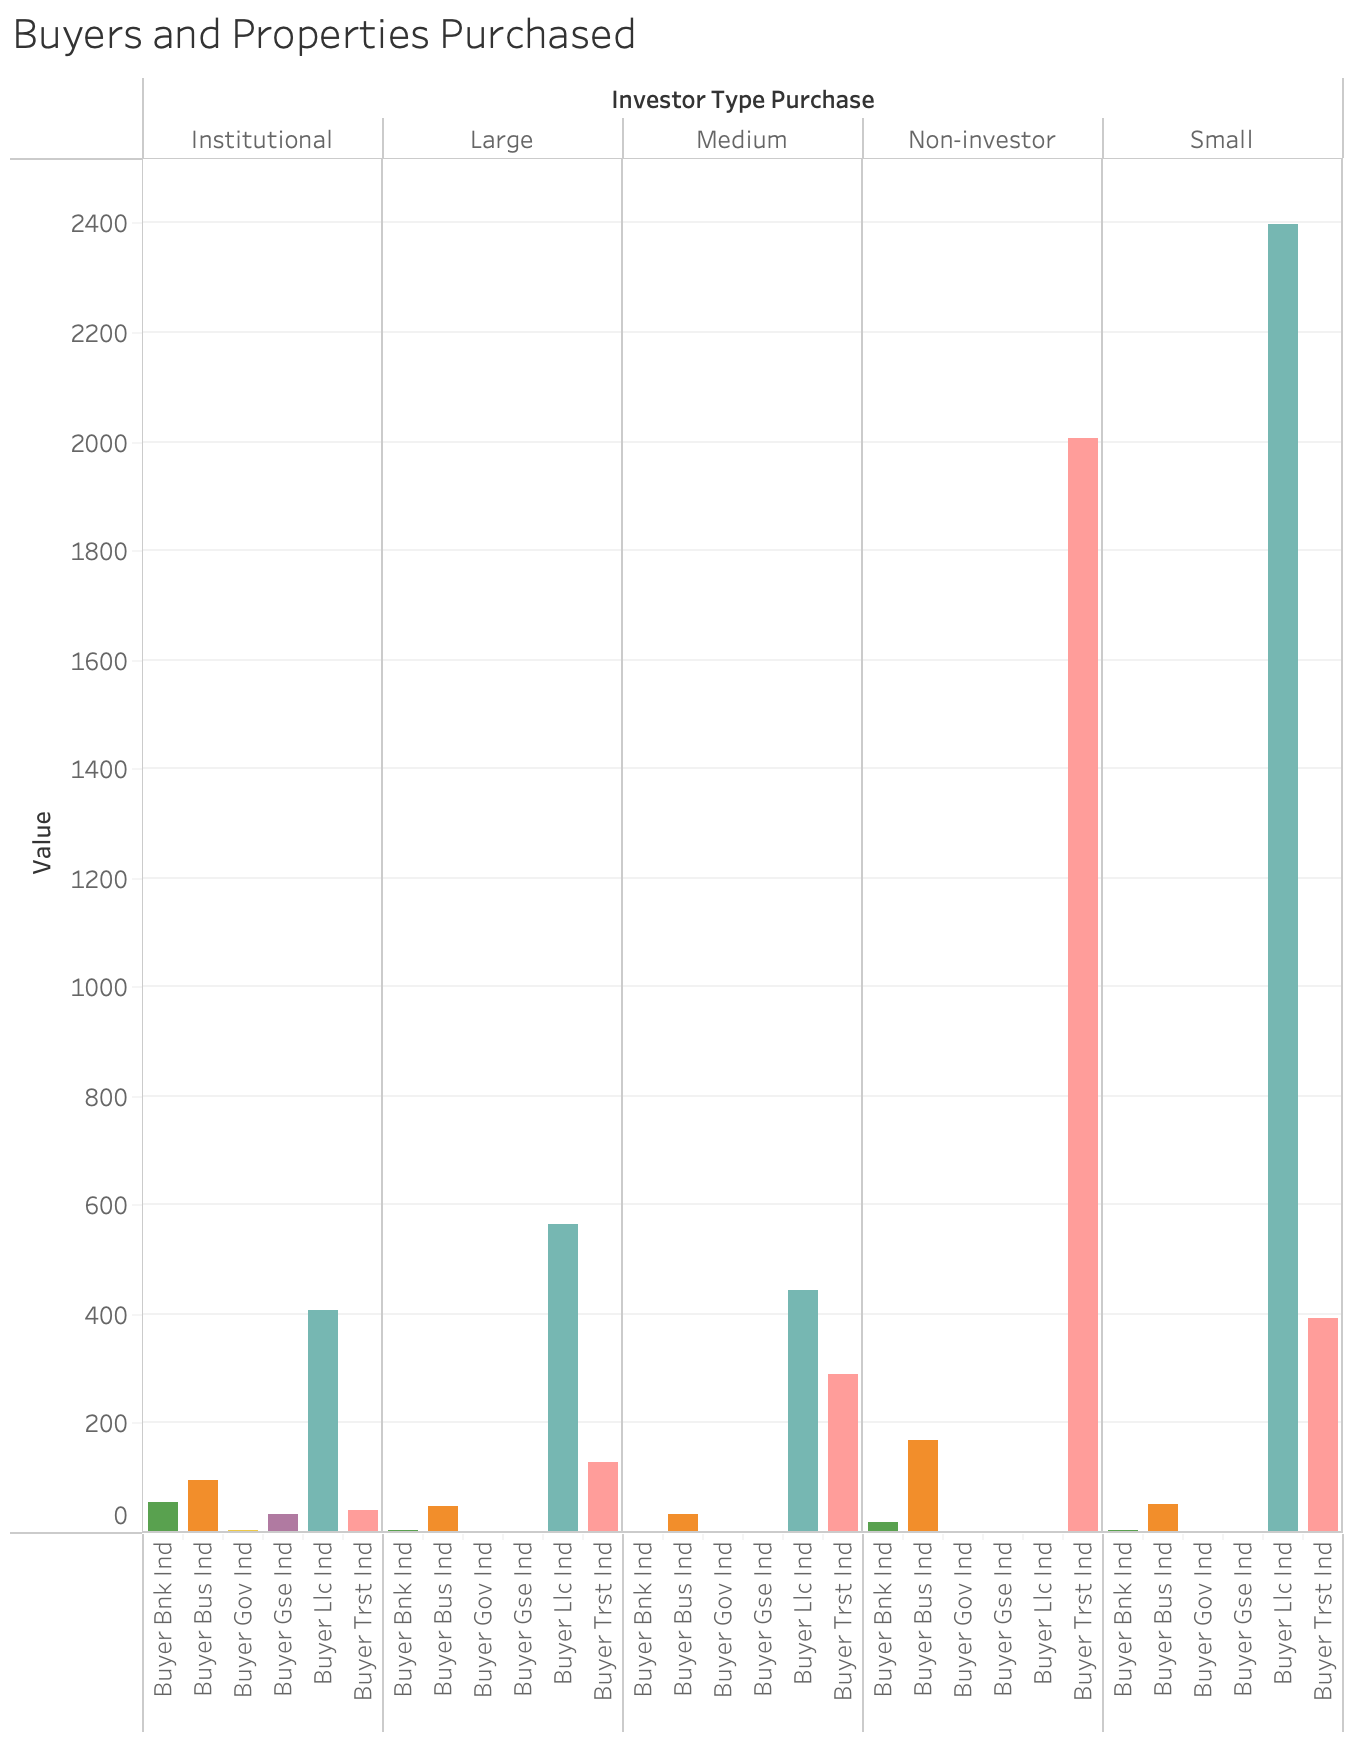 Buyers and Properties Purchased
Investor Type Purchase
Institutional Large Medium Non-investor Small
2400
2200
2000
1800
1600
1400
1200
1000
800
600
400
200
0
Value
Buyer Bnk Ind
Buyer Bus Ind
Buyer Gov Ind
Buyer Gse Ind
Buyer Llc Ind
Buyer Trst Ind
Buyer Bnk Ind
Buyer Bus Ind
Buyer Gov Ind
Buyer Gse Ind
Buyer Llc Ind
Buyer Trst Ind
Buyer Bnk Ind
Buyer Bus Ind
Buyer Gov Ind
Buyer Gse Ind
Buyer Llc Ind
Buyer Trst Ind
Buyer Bnk Ind
Buyer Bus Ind
Buyer Gov Ind
Buyer Gse Ind
Buyer Llc Ind
Buyer Trst Ind
Buyer Bnk Ind
Buyer Bus Ind
Buyer Gov Ind
Buyer Gse Ind
Buyer Llc Ind
Buyer Trst Ind